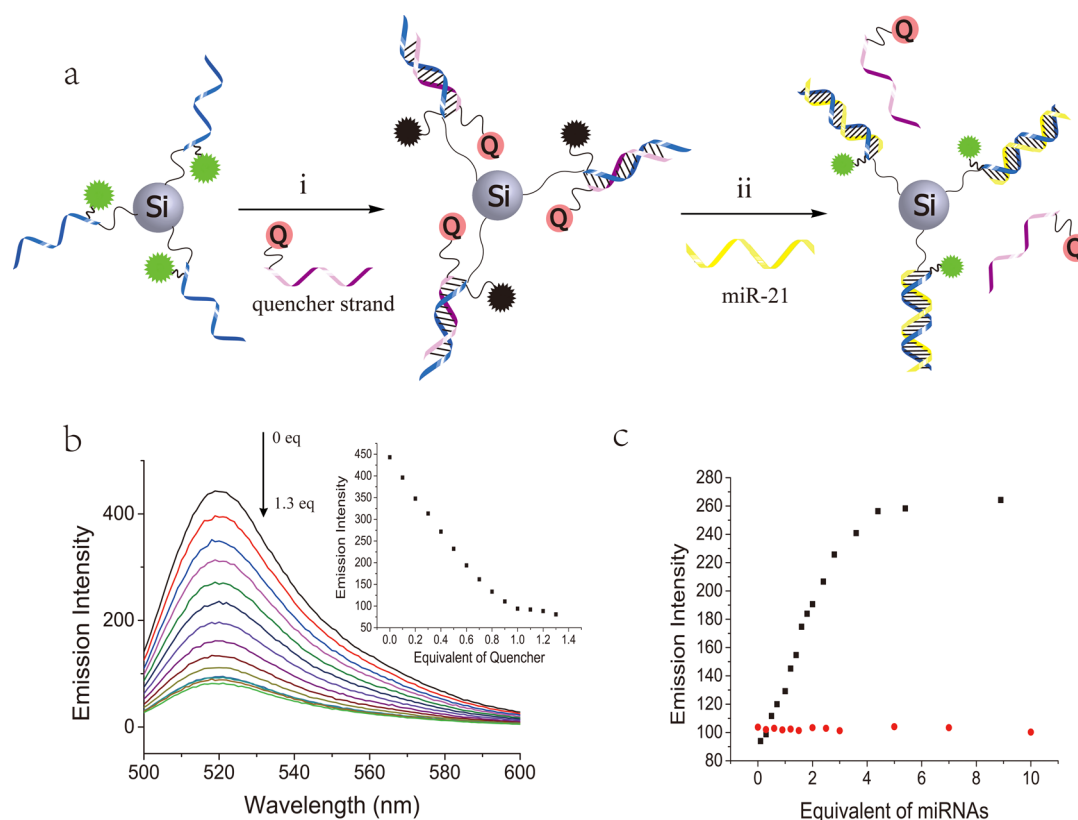 a
Si
i
Q
quencher strand
Q
Q
Q
Si
ii
miR-21
Q
Si
Q
b
0 eq
1.3 eq
Emission Intensity
400
200
0
500 520 540 560 580 600
Wavelength (nm)
Emission Intensity
450
400
350
300
250
200
150
100
50
0.0 0.2 0.4 0.6 0.8 1.0 1.2 1.4
Equivalent of Quencher
c
Emission Intensity
280
260
240
220
200
180
160
140
120
100
80
0 2 4 6 8 10
Equivalent of miRNAs